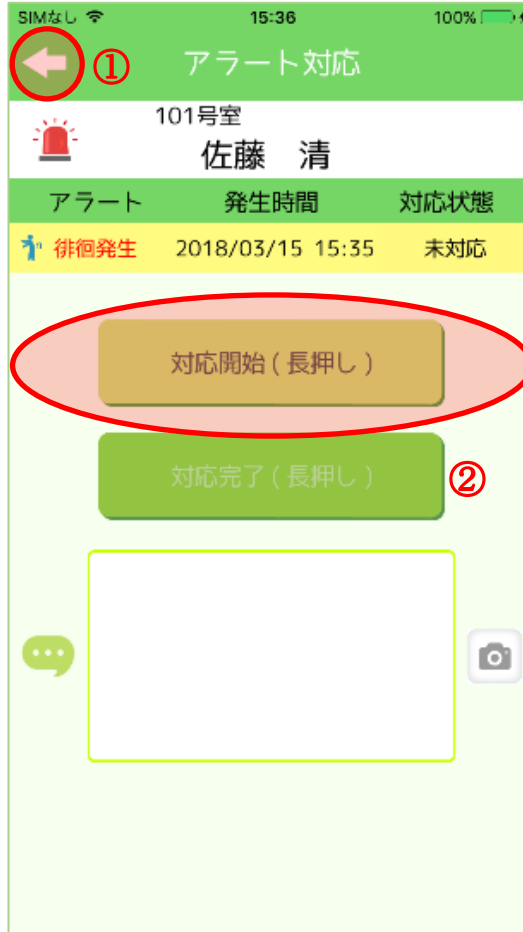 SIMなし 15:36 100%
① アラート対応
101号室
佐藤　清
アラート 発生時間 対応状態
徘徊発生 2018/03/15 15:35 未対応
対応開始 ( 長押し )
対応完了 ( 長押し ) ②